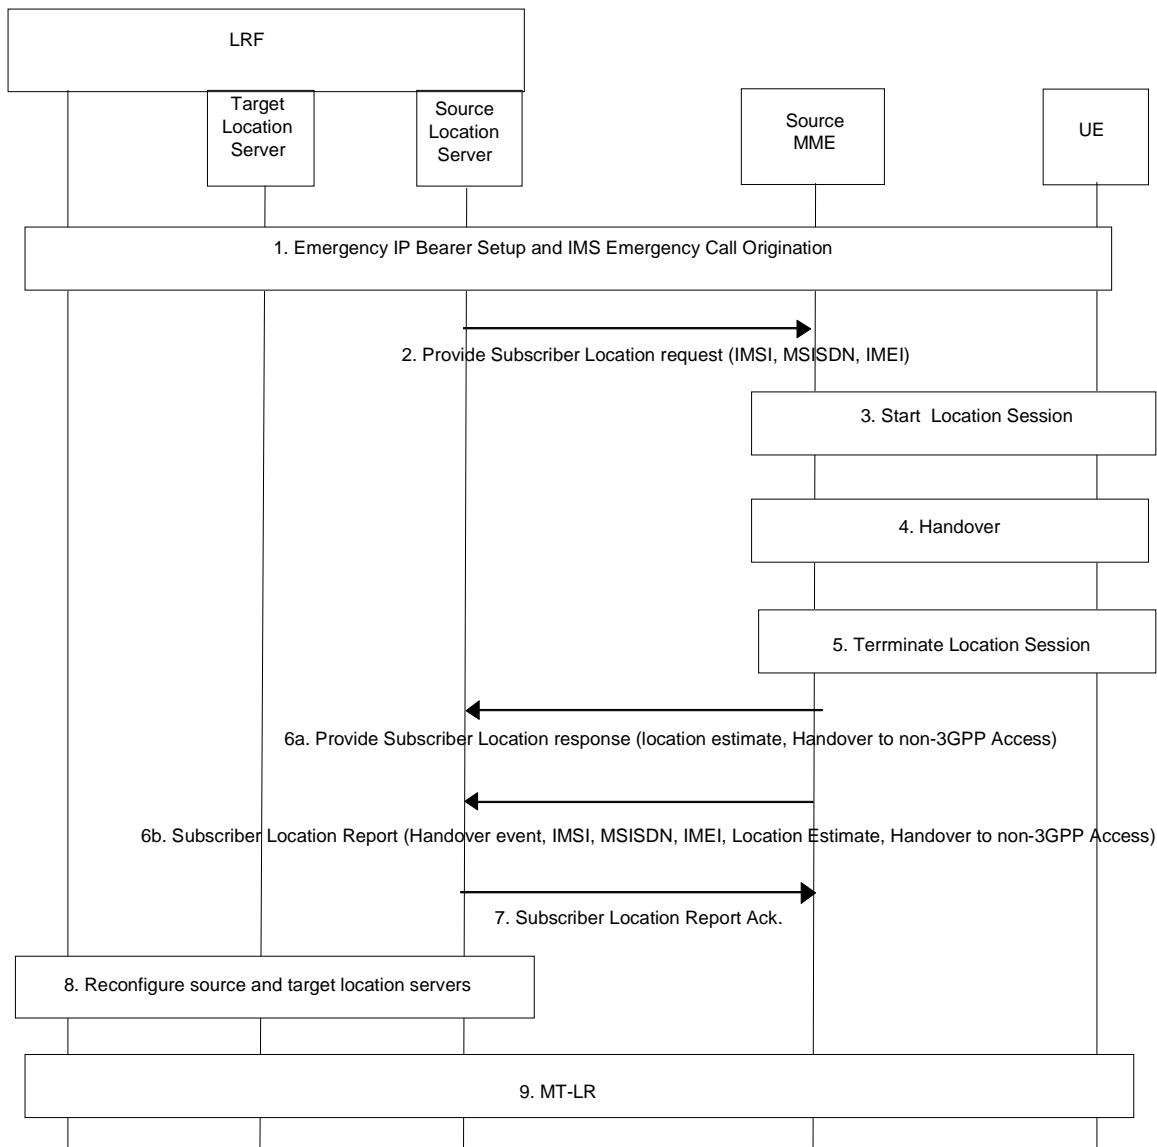 LRF
Target
Location
Server
Source
Location
Server
Source
MME
UE
1. Emergency IP Bearer Setup and IMS Emergency Call Origination
2. Provide Subscriber Location request (IMSI, MSISDN, IMEI)
3. Start  Location Session
4. Handover
5. Terrminate Location Session
6a. Provide Subscriber Location response (location estimate, Handover to non-3GPP Access)
6b. Subscriber Location Report (Handover event, IMSI, MSISDN, IMEI, Location Estimate, Handover to non-3GPP Access)
7. Subscriber Location Report Ack.
8. Reconfigure source and target location servers
9. MT-LR